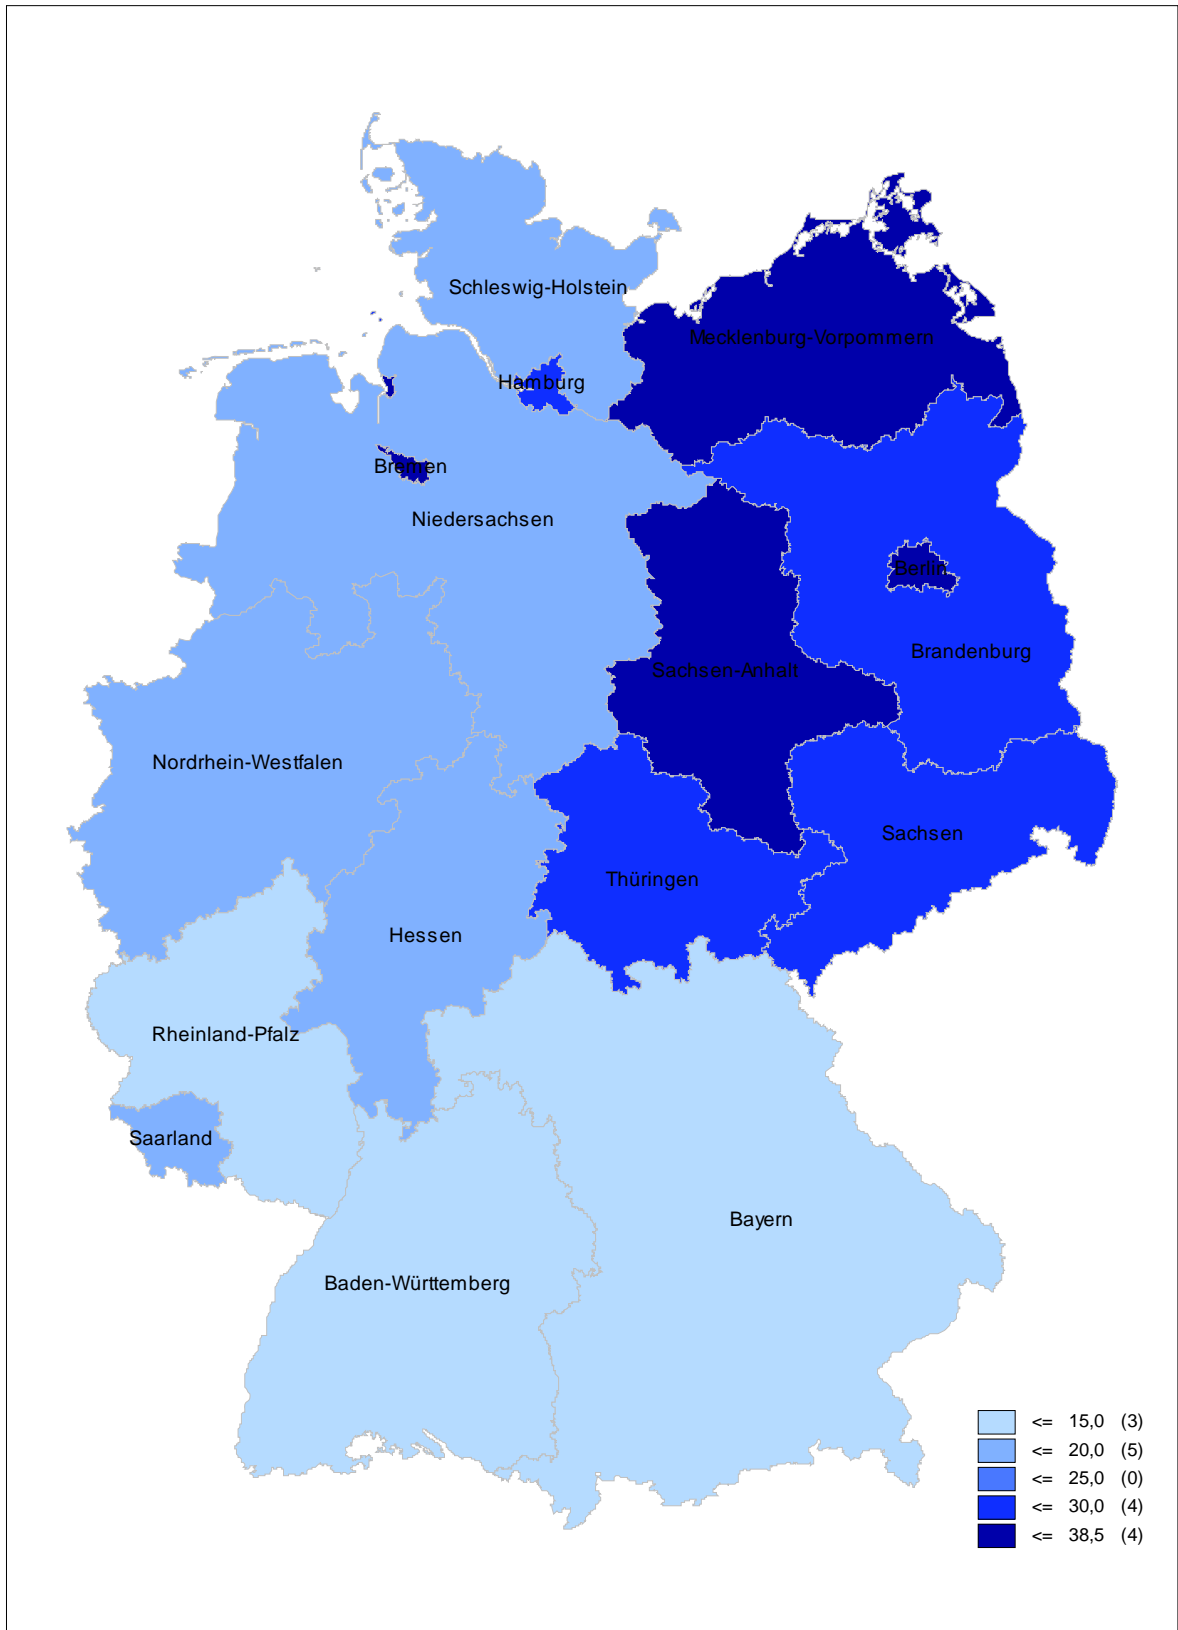 Schleswig-Holstein
Mecklenburg-Vorpommern
Hamburg
Bremen
Niedersachsen
Berlin
Brandenburg
Sachsen-Anhalt
Nordrhein-Westfalen
Sachsen
Thüringen
Hessen
Rheinland-Pfalz
Saarland
Bayern
Baden-Württemberg
<= 15,0 (3)
<= 20,0 (5)
<= 25,0 (0)
<= 30,0 (4)
<= 38,5 (4)